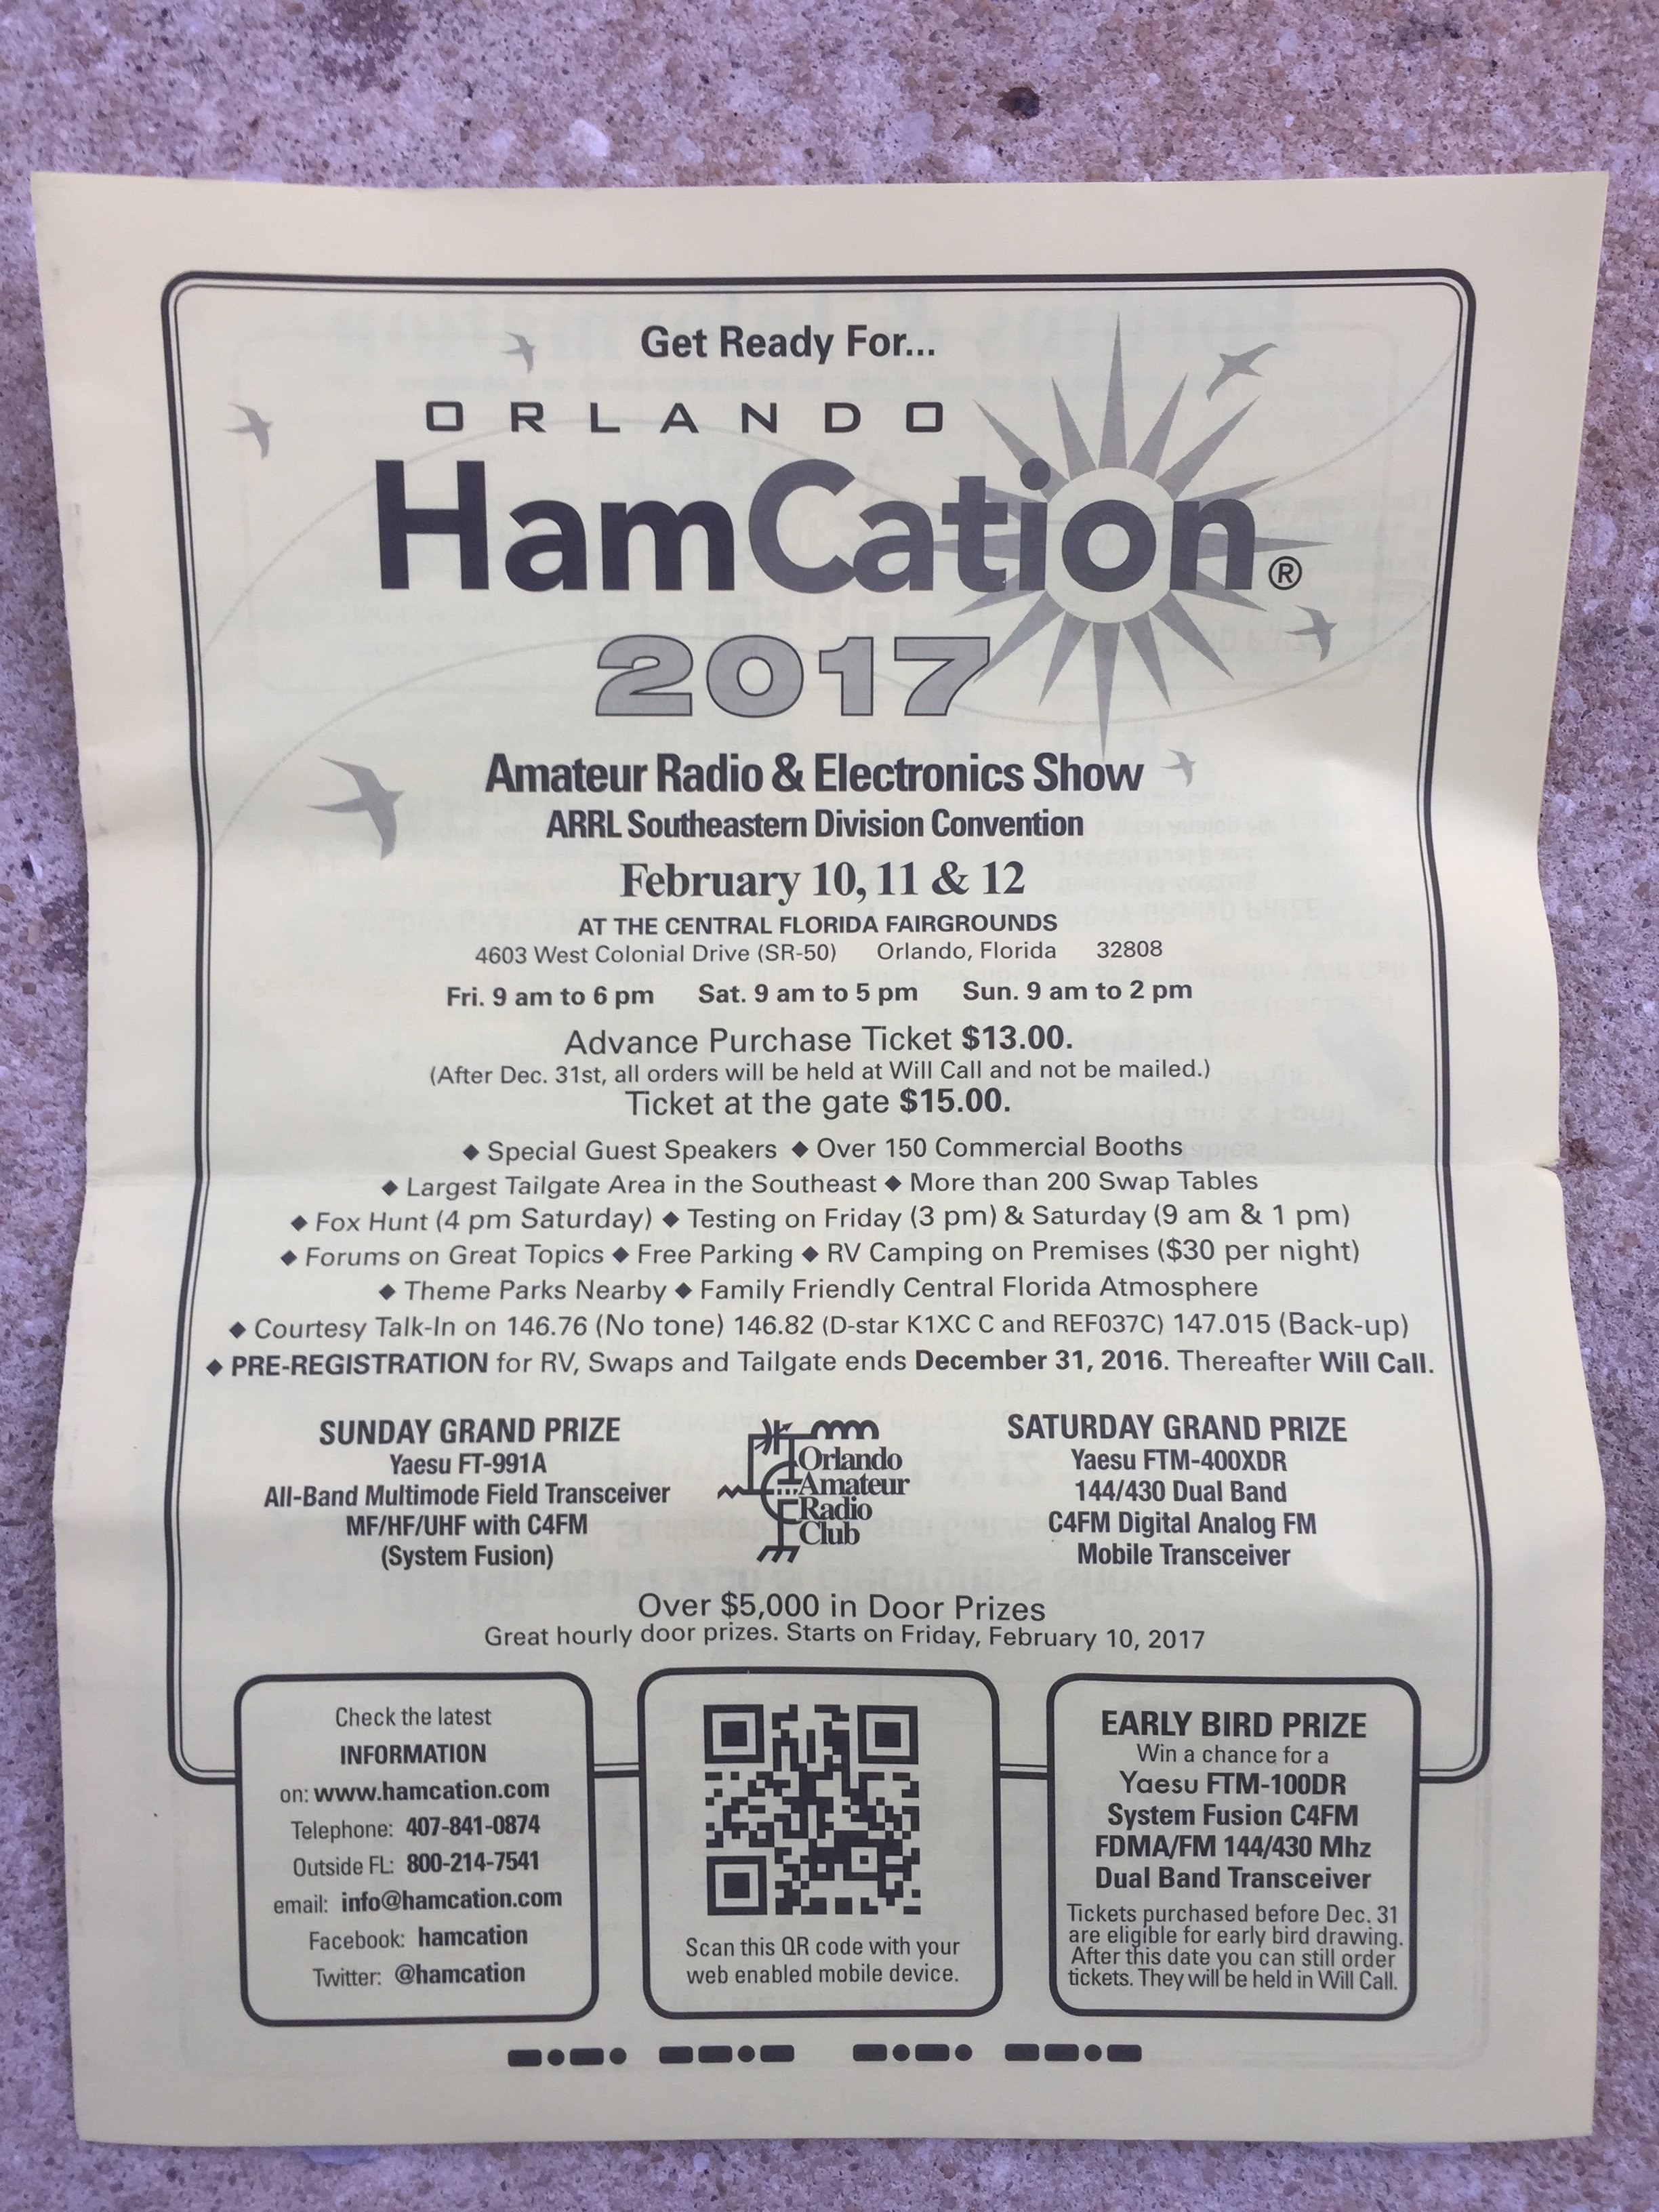 Get Ready For...
ORLANDO
HamCation®
2017
Amateur Radio & Electronics Show
ARRL Southeastern Division Convention
February 10, 11 & 12
AT THE CENTRAL FLORIDA FAIRGROUNDS
4603 West Colonial Drive (SR-50) Orlando, Florida 32808
Fri. 9 am to 6 pm Sat. 9 am to 5 pm Sun. 9 am to 2 pm
Advance Purchase Ticket $13.00.
(After Dec. 31st, all orders will be held at Will Call and not be mailed.)
Ticket at the gate $15.00.
◆ Special Guest Speakers ◆ Over 150 Commercial Booths
◆ Largest Tailgate Area in the Southeast ◆ More than 200 Swap Tables
◆ Fox Hunt (4 pm Saturday) ◆ Testing on Friday (3 pm) & Saturday (9 am & 1 pm)
◆ Forums on Great Topics ◆ Free Parking ◆ RV Camping on Premises ($30 per night)
◆ Theme Parks Nearby ◆ Family Friendly Central Florida Atmosphere
◆ Courtesy Talk-In on 146.76 (No tone) 146.82 (D-star K1XC C and REF037C) 147.015 (Back-up)
◆ PRE-REGISTRATION for RV, Swaps and Tailgate ends December 31, 2016. Thereafter Will Call.
SUNDAY GRAND PRIZE
Yaesu FT-991A
All-Band Multimode Field Transceiver
MF/HF/UHF with C4FM
(System Fusion)
Orlando
Amateur
Radio
Club
SATURDAY GRAND PRIZE
Yaesu FTM-400XDR
144/430 Dual Band
C4FM Digital Analog FM
Mobile Transceiver
Over $5,000 in Door Prizes
Great hourly door prizes. Starts on Friday, February 10, 2017
Check the latest
INFORMATION
on: www.hamcation.com
Telephone: 407-841-0874
Outside FL: 800-214-7541
email: info@hamcation.com
Facebook: hamcation
Twitter: @hamcation
Scan this QR code with your
web enabled mobile device.
EARLY BIRD PRIZE
Win a chance for a
Yaesu FTM-100DR
System Fusion C4FM
FDMA/FM 144/430 Mhz
Dual Band Transceiver
Tickets purchased before Dec. 31
are eligible for early bird drawing.
After this date you can still order
tickets. They will be held in Will Call.